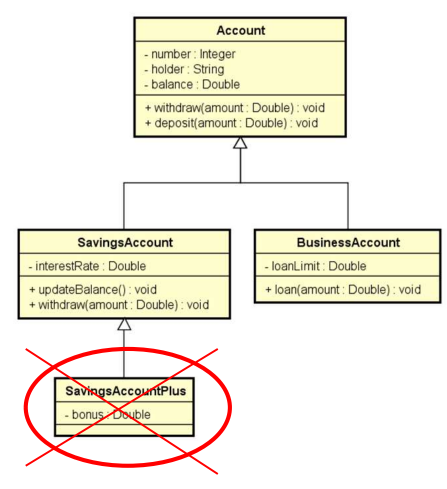 Account
- number : Integer
- holder : String
- balance : Double
+ withdraw(amount : Double) : void
+ deposit(amount : Double) : void
SavingsAccount
- interestRate : Double
+ updateBalance() : void
+ withdraw(amount : Double) : void
BusinessAccount
- loanLimit : Double
+ loan(amount : Double) : void
SavingsAccountPlus
- bonus : Double